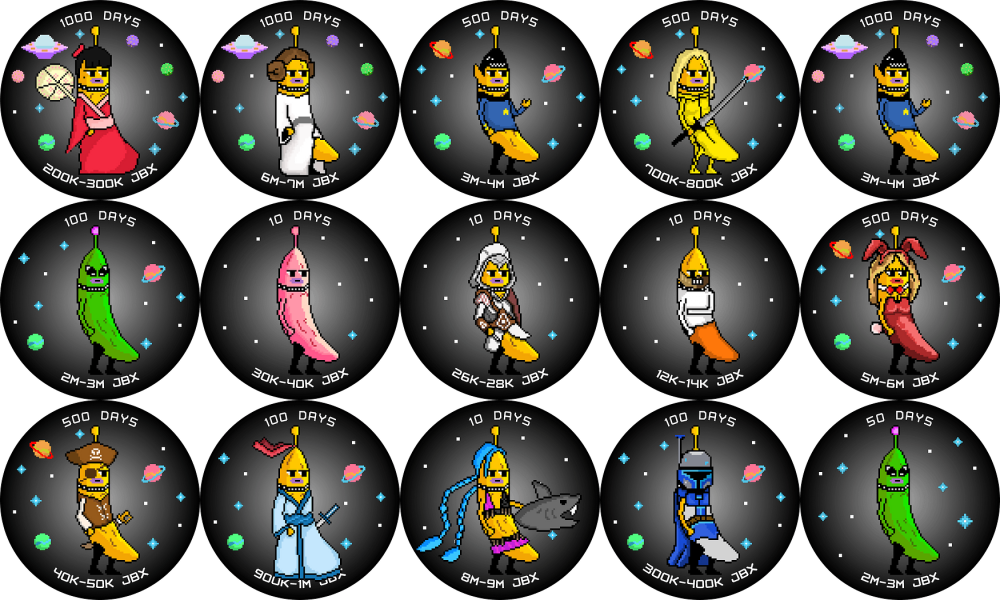 1000 DAYS
200K-300K JBX
1000 DAYS
6M-7M JBX
500 DAYS
3M-4M JBX
500 DAYS
700K-800K JBX
1000 DAYS
3M-4M JBX
100 DAYS
2M-3M JBX
10 DAYS
30K-40K JBX
10 DAYS
26K-28K JBX
10 DAYS
12K-14K JBX
500 DAYS
5M-6M JBX
500 DAYS
40K-50K JBX
100 DAYS
900K-1M JBX
10 DAYS
8M-9M JBX
100 DAYS
300K-400K JBX
50 DAYS
2M-3M JBX